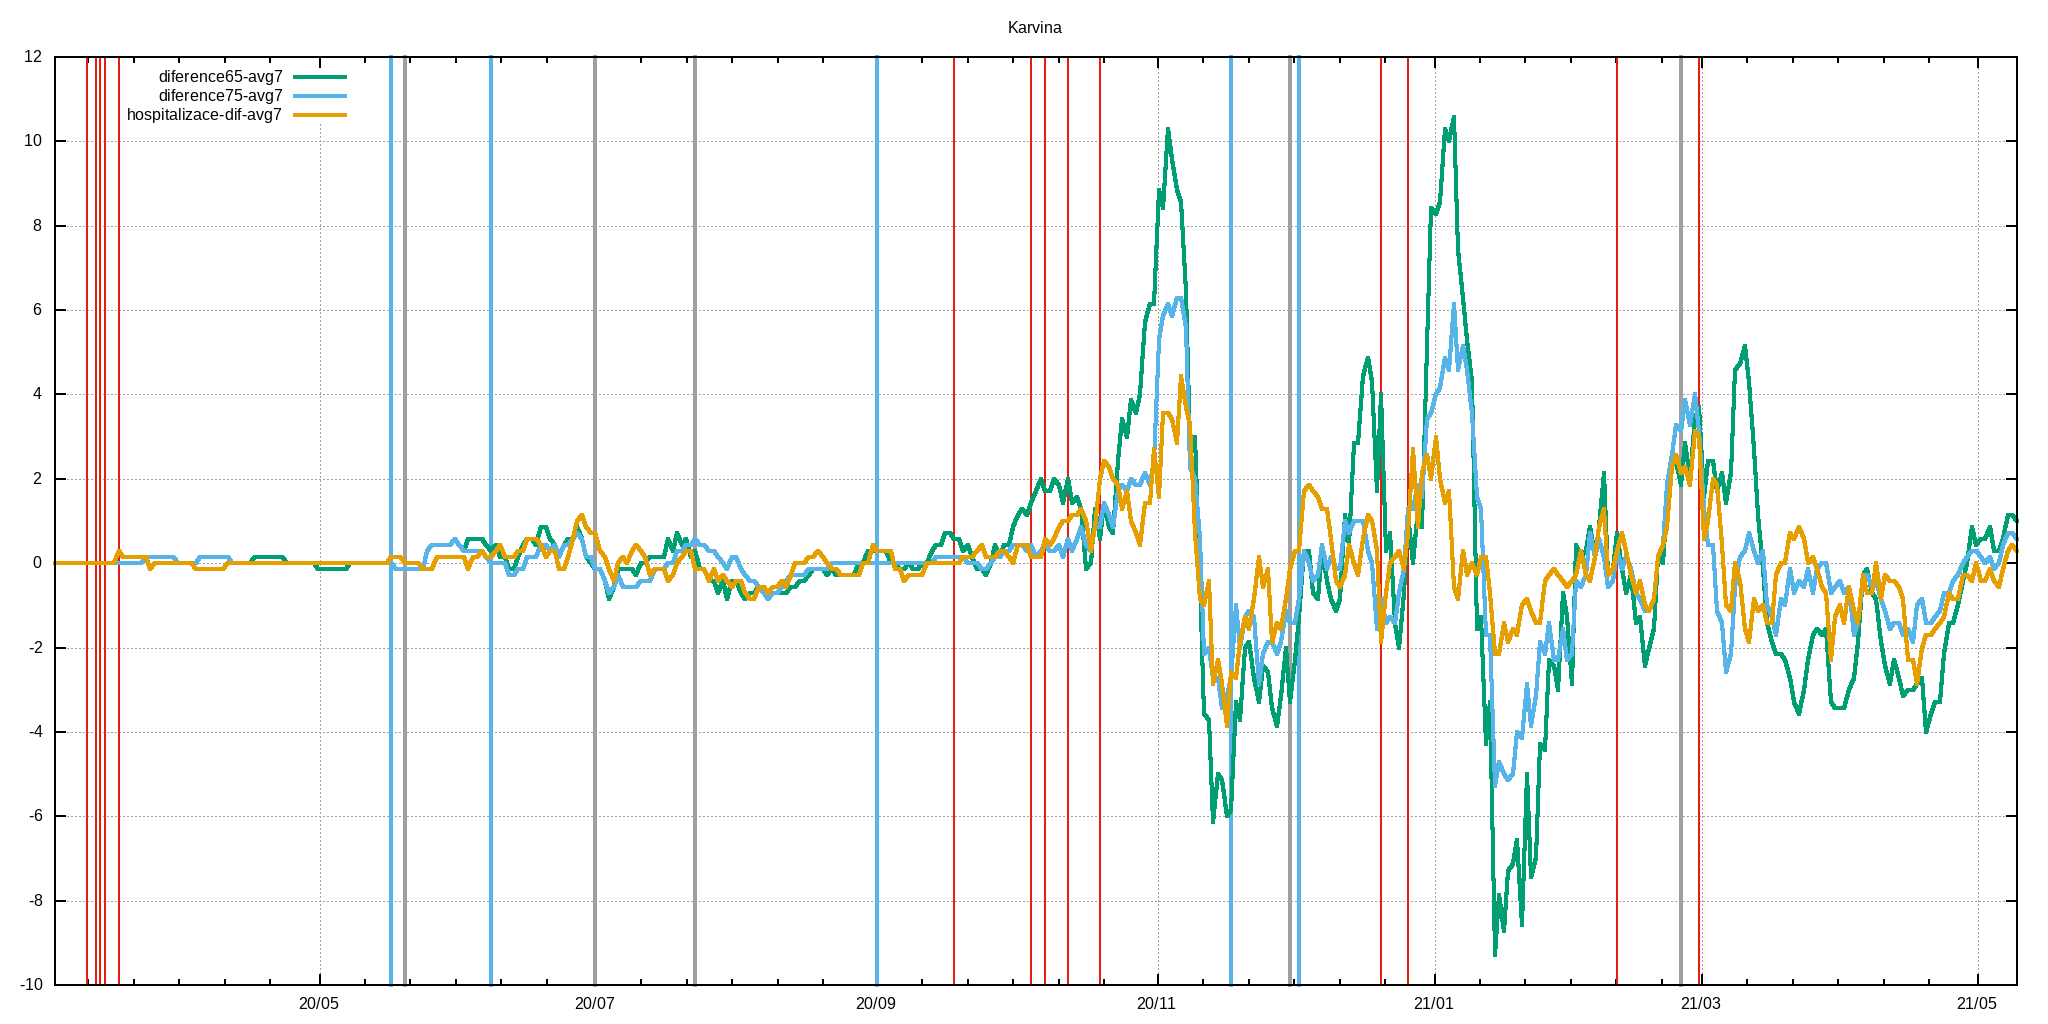 Karvina
diference65-avg7
diference75-avg7
hospitalizace-dif-avg7
12
10
8
6
4
2
0
-2
-4
-6
-8
-10
20/05 20/07 20/09 20/11 21/01 21/03 21/05